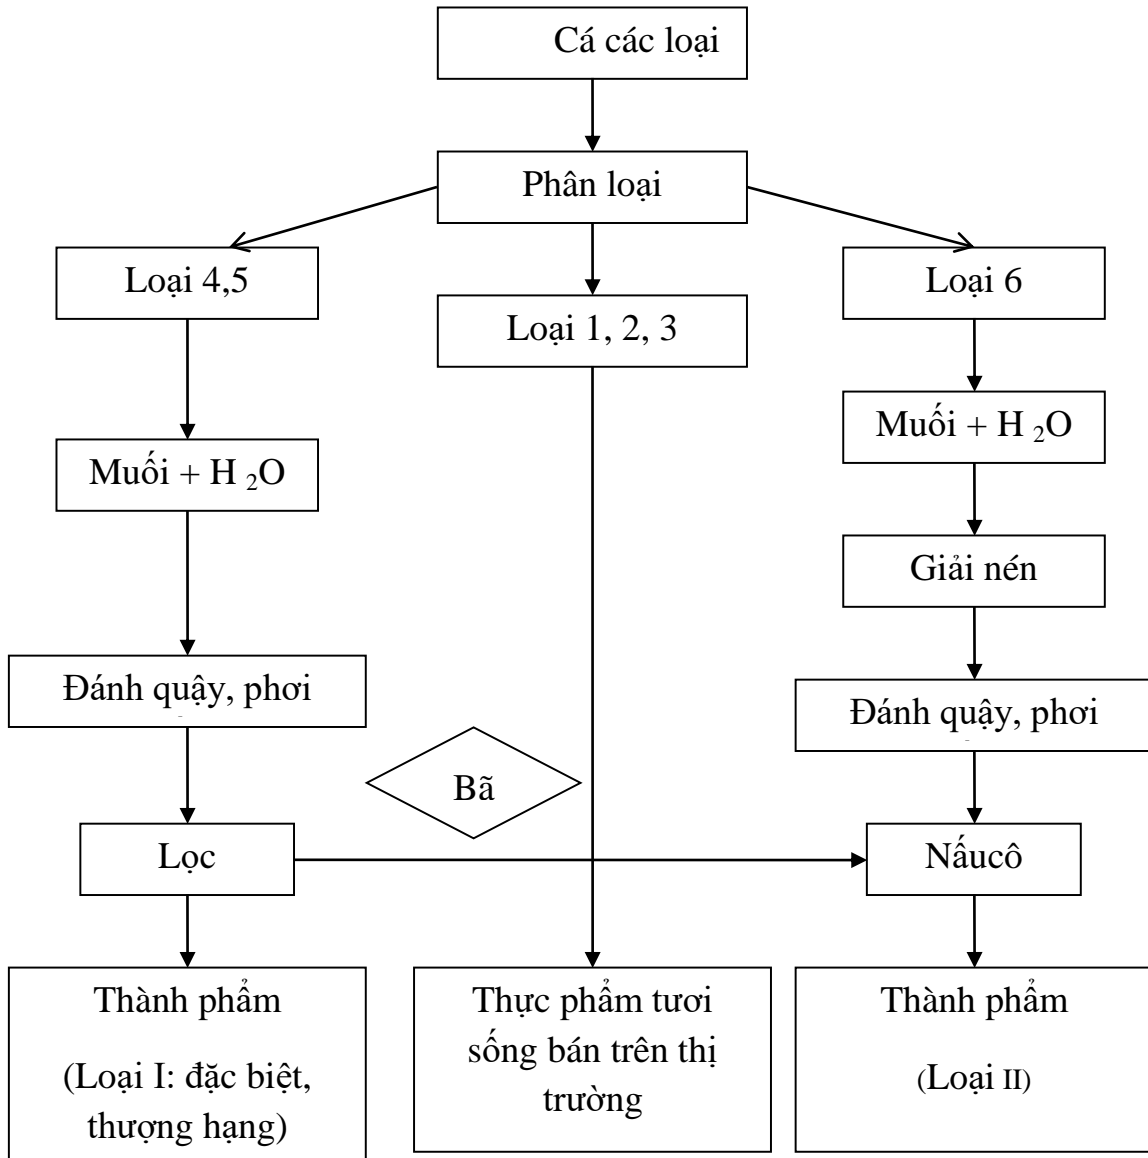 Cá các loại
Phân loại
Loại 4,5
Loại 6
Loại 1, 2, 3
Muối + H 2O
Muối + H 2O
Giải nén
Đánh quậy, phơi
Đánh quậy, phơi
Bã
Lọc
Nấucô
Thành phẩm
(Loại I: đặc biệt,
thượng hạng)
Thực phẩm tươi
sống bán trên thị
trường
Thành phẩm
(Loại II)